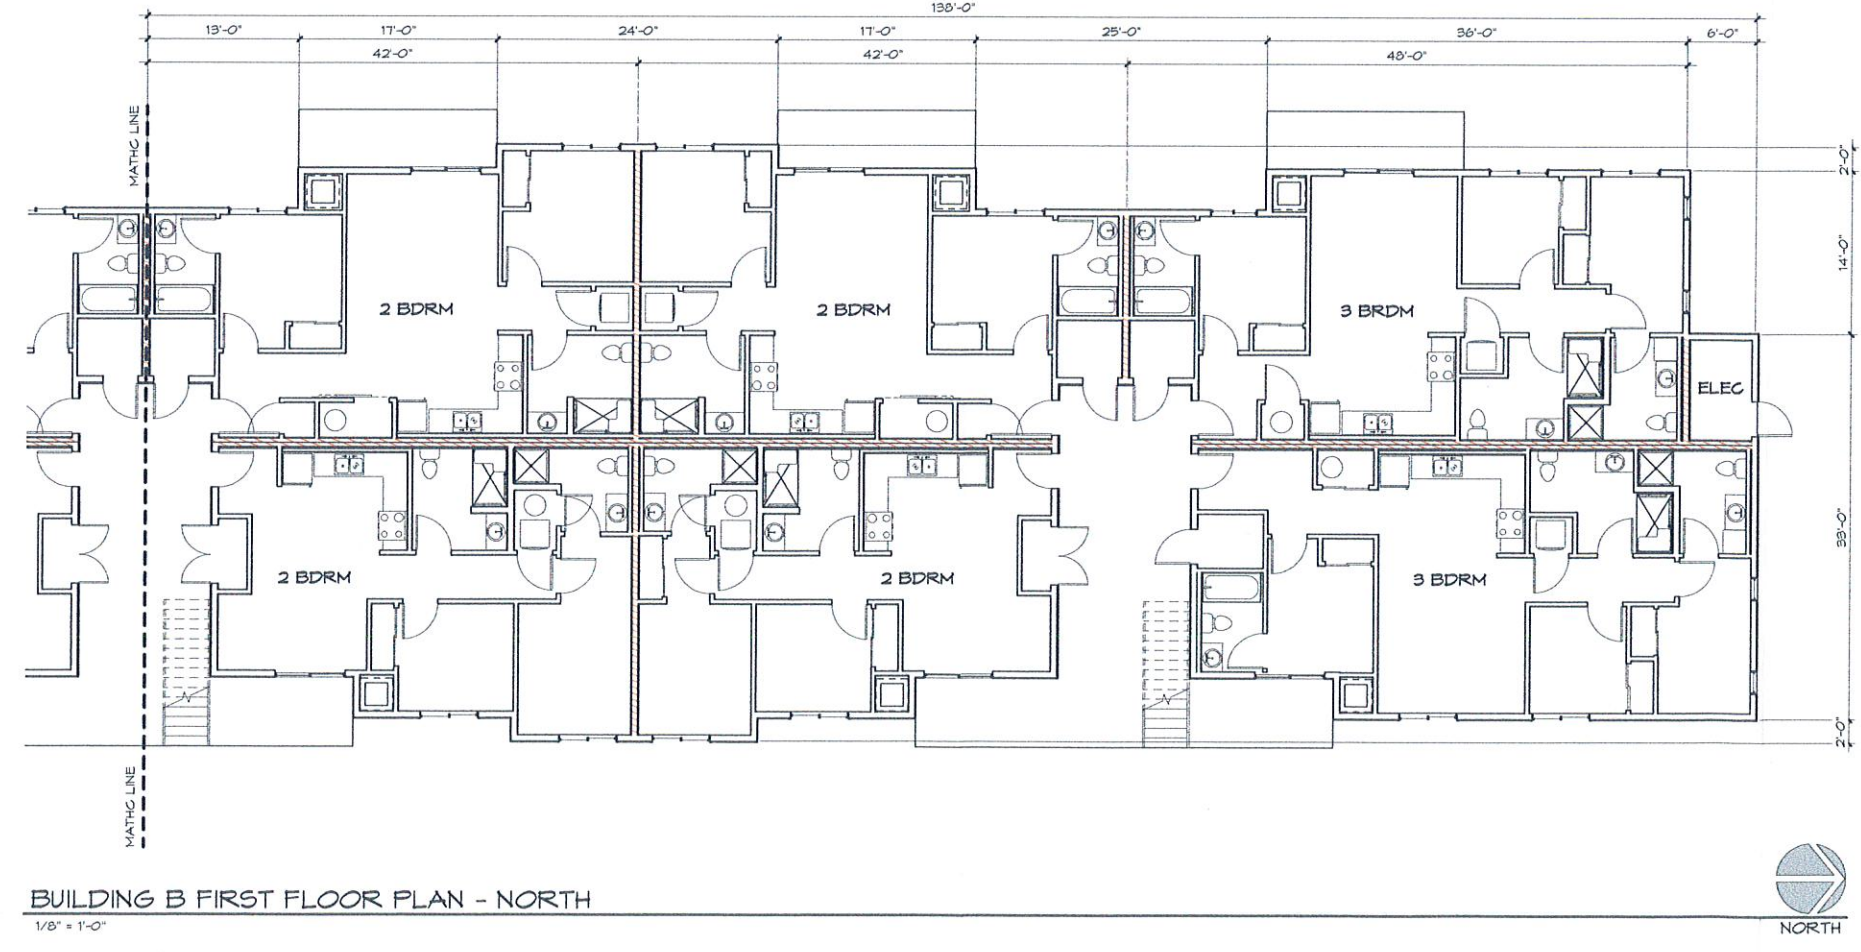 138'-0"
13'-0" 17'-0" 24'-0" 17'-0" 25'-0" 36'-0" 6'-0"
42'-0" 42'-0" 48'-0"
MATHC LINE
2'-0"
14'-0"
2 BDRM 2 BDRM 3 BRDM
ELEC
33'-0"
2 BDRM 2 BDRM 3 BDRM
2'-0"
MATHC LINE
BUILDING B FIRST FLOOR PLAN - NORTH
1/8" = 1'-0"
NORTH